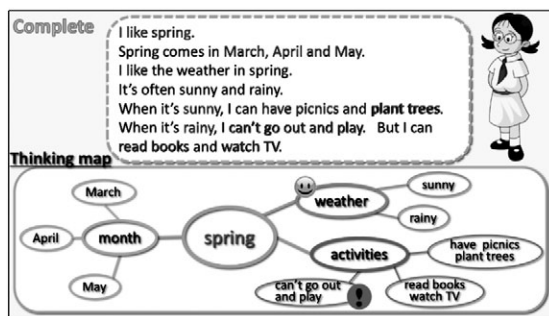 Complete
I like spring.
Spring comes in March, April and May.
I like the weather in spring.
It's often sunny and rainy.
When it's sunny, I can have picnics and plant trees.
When it's rainy, I can't go out and play. But I can
read books and watch TV.
Thinking map
March
April
May
month
spring
weather
sunny
rainy
activities
have picnics
plant trees
can't go out
and play
!
read books
watch TV